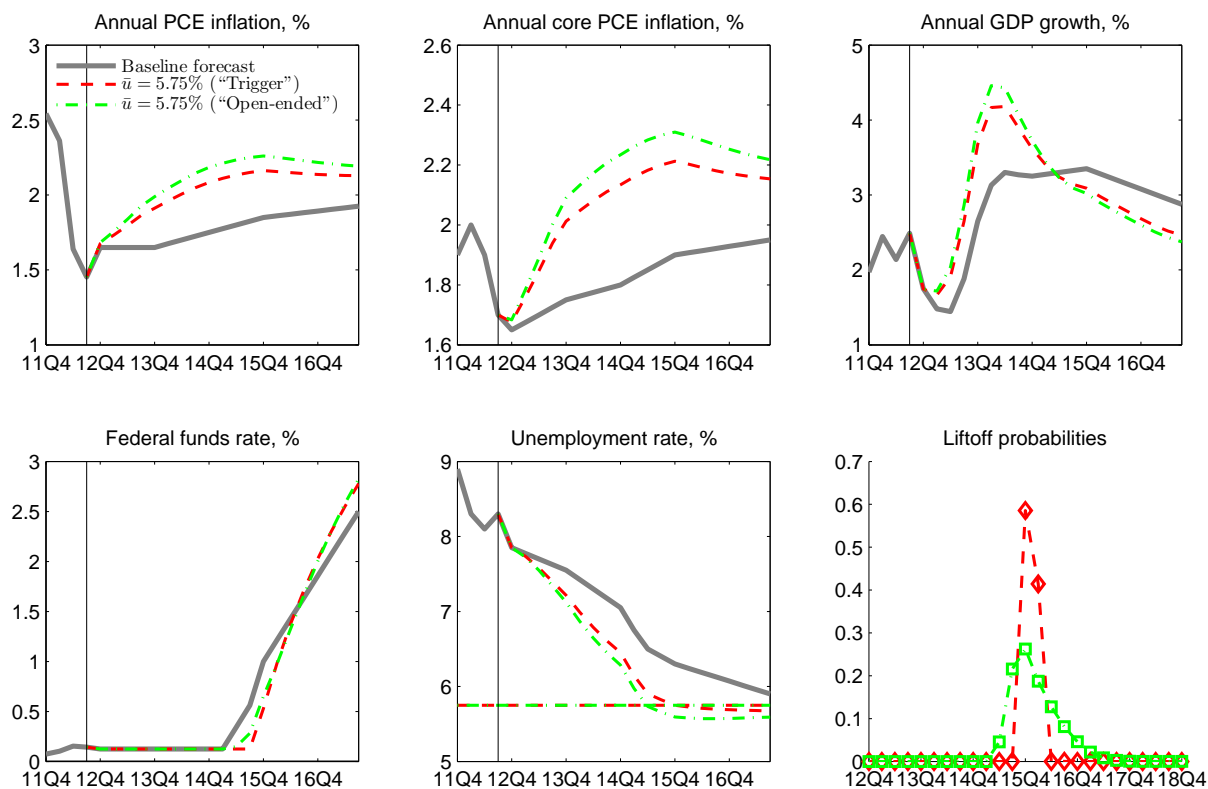 Annual PCE inflation, %
3
2.5
2
1.5
1
11Q4 12Q4 13Q4 14Q4 15Q4 16Q4
Baseline forecast
ū = 5.75% (“Trigger”)
ū = 5.75% (“Open-ended”)
Annual core PCE inflation, %
2.6
2.4
2.2
2
1.8
1.6
11Q4 12Q4 13Q4 14Q4 15Q4 16Q4
Annual GDP growth, %
5
4
3
2
1
11Q4 12Q4 13Q4 14Q4 15Q4 16Q4
Federal funds rate, %
3
2.5
2
1.5
1
0.5
0
11Q4 12Q4 13Q4 14Q4 15Q4 16Q4
Unemployment rate, %
9
8
7
6
5
11Q4 12Q4 13Q4 14Q4 15Q4 16Q4
Liftoff probabilities
0.7
0.6
0.5
0.4
0.3
0.2
0.1
0
12Q4 13Q4 14Q4 15Q4 16Q4 17Q4 18Q4